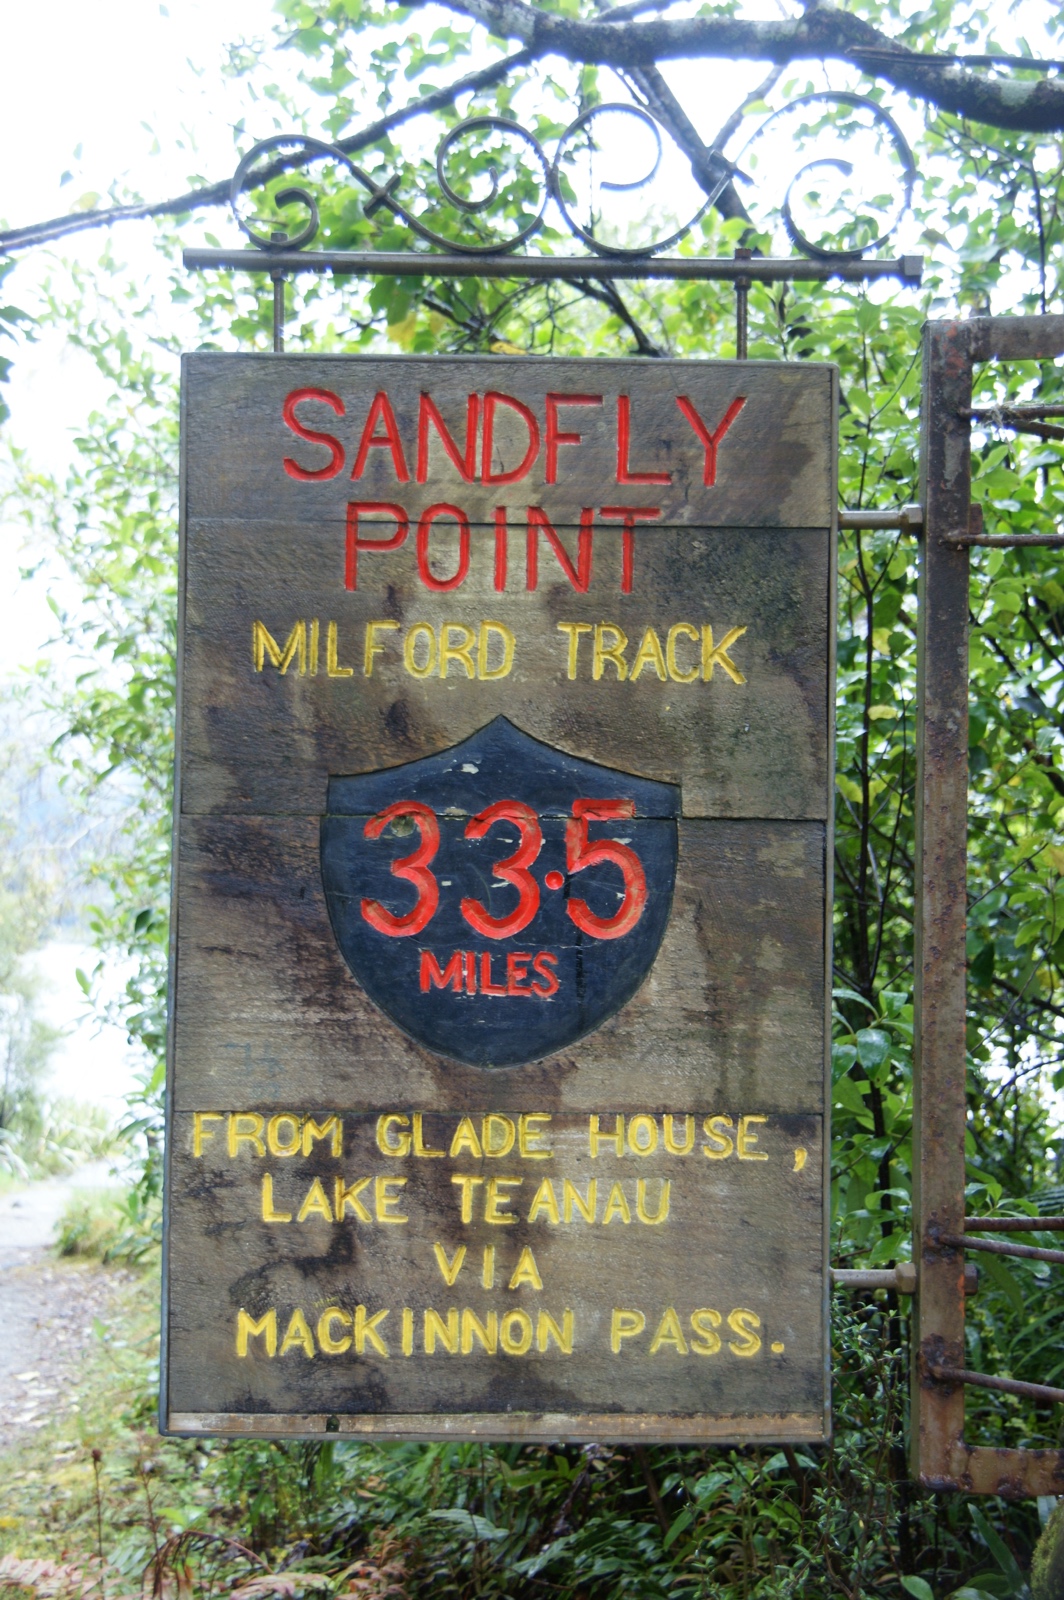 SANDFLY
POINT
MILFORD TRACK
33·5
MILES
FROM GLADE HOUSE,
LAKE TEANAU
VIA
MACKINNON PASS.